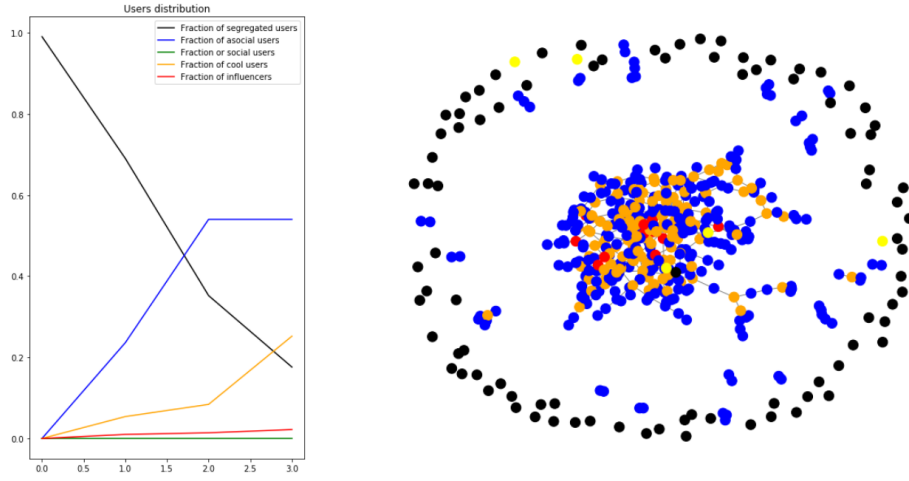 Users distribution
Fraction of segregated users
Fraction of asocial users
Fraction or social users
Fraction of cool users
Fraction of influencers
1.0
0.8
0.6
0.4
0.2
0.0
0.0 0.5 1.0 1.5 2.0 2.5 3.0